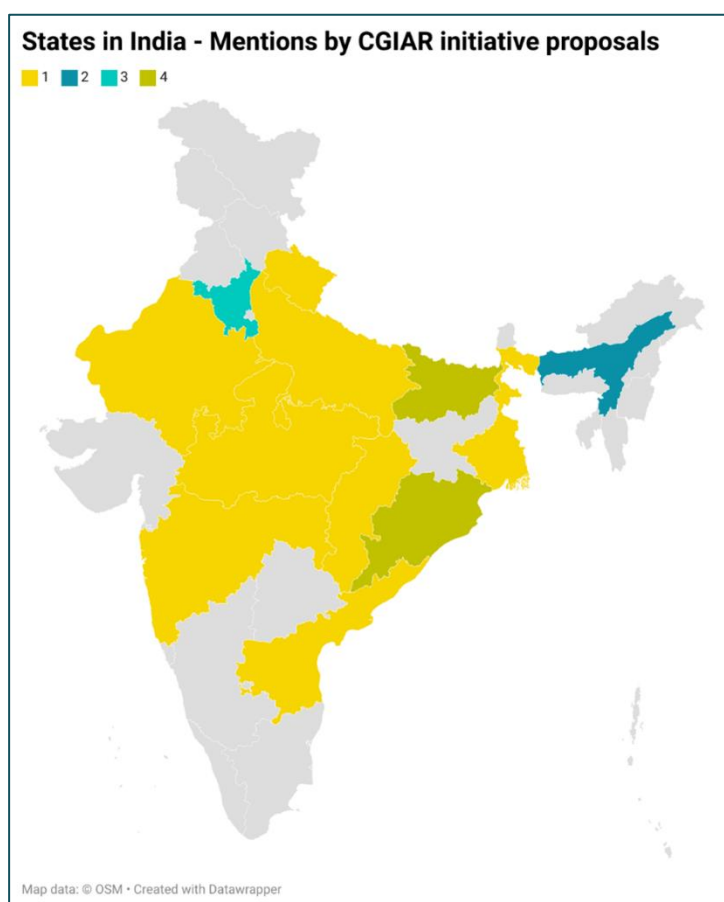 States in India - Mentions by CGIAR initiative proposals
1 2 3 4
Map data: © OSM • Created with Datawrapper